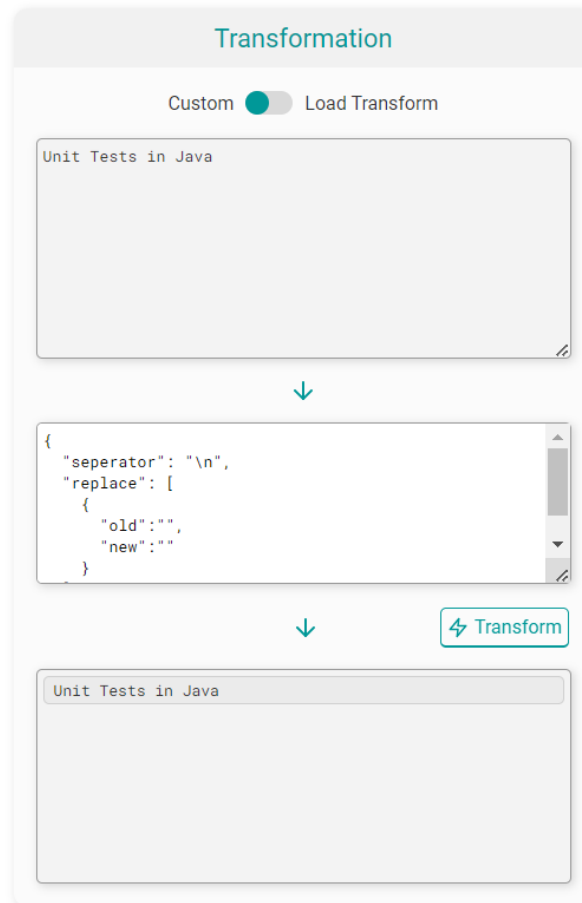 Transformation
Custom Load Transform
Unit Tests in Java
{
"seperator": "\n",
"replace": [
{
"old":"",
"new":""
}
Transform
Unit Tests in Java